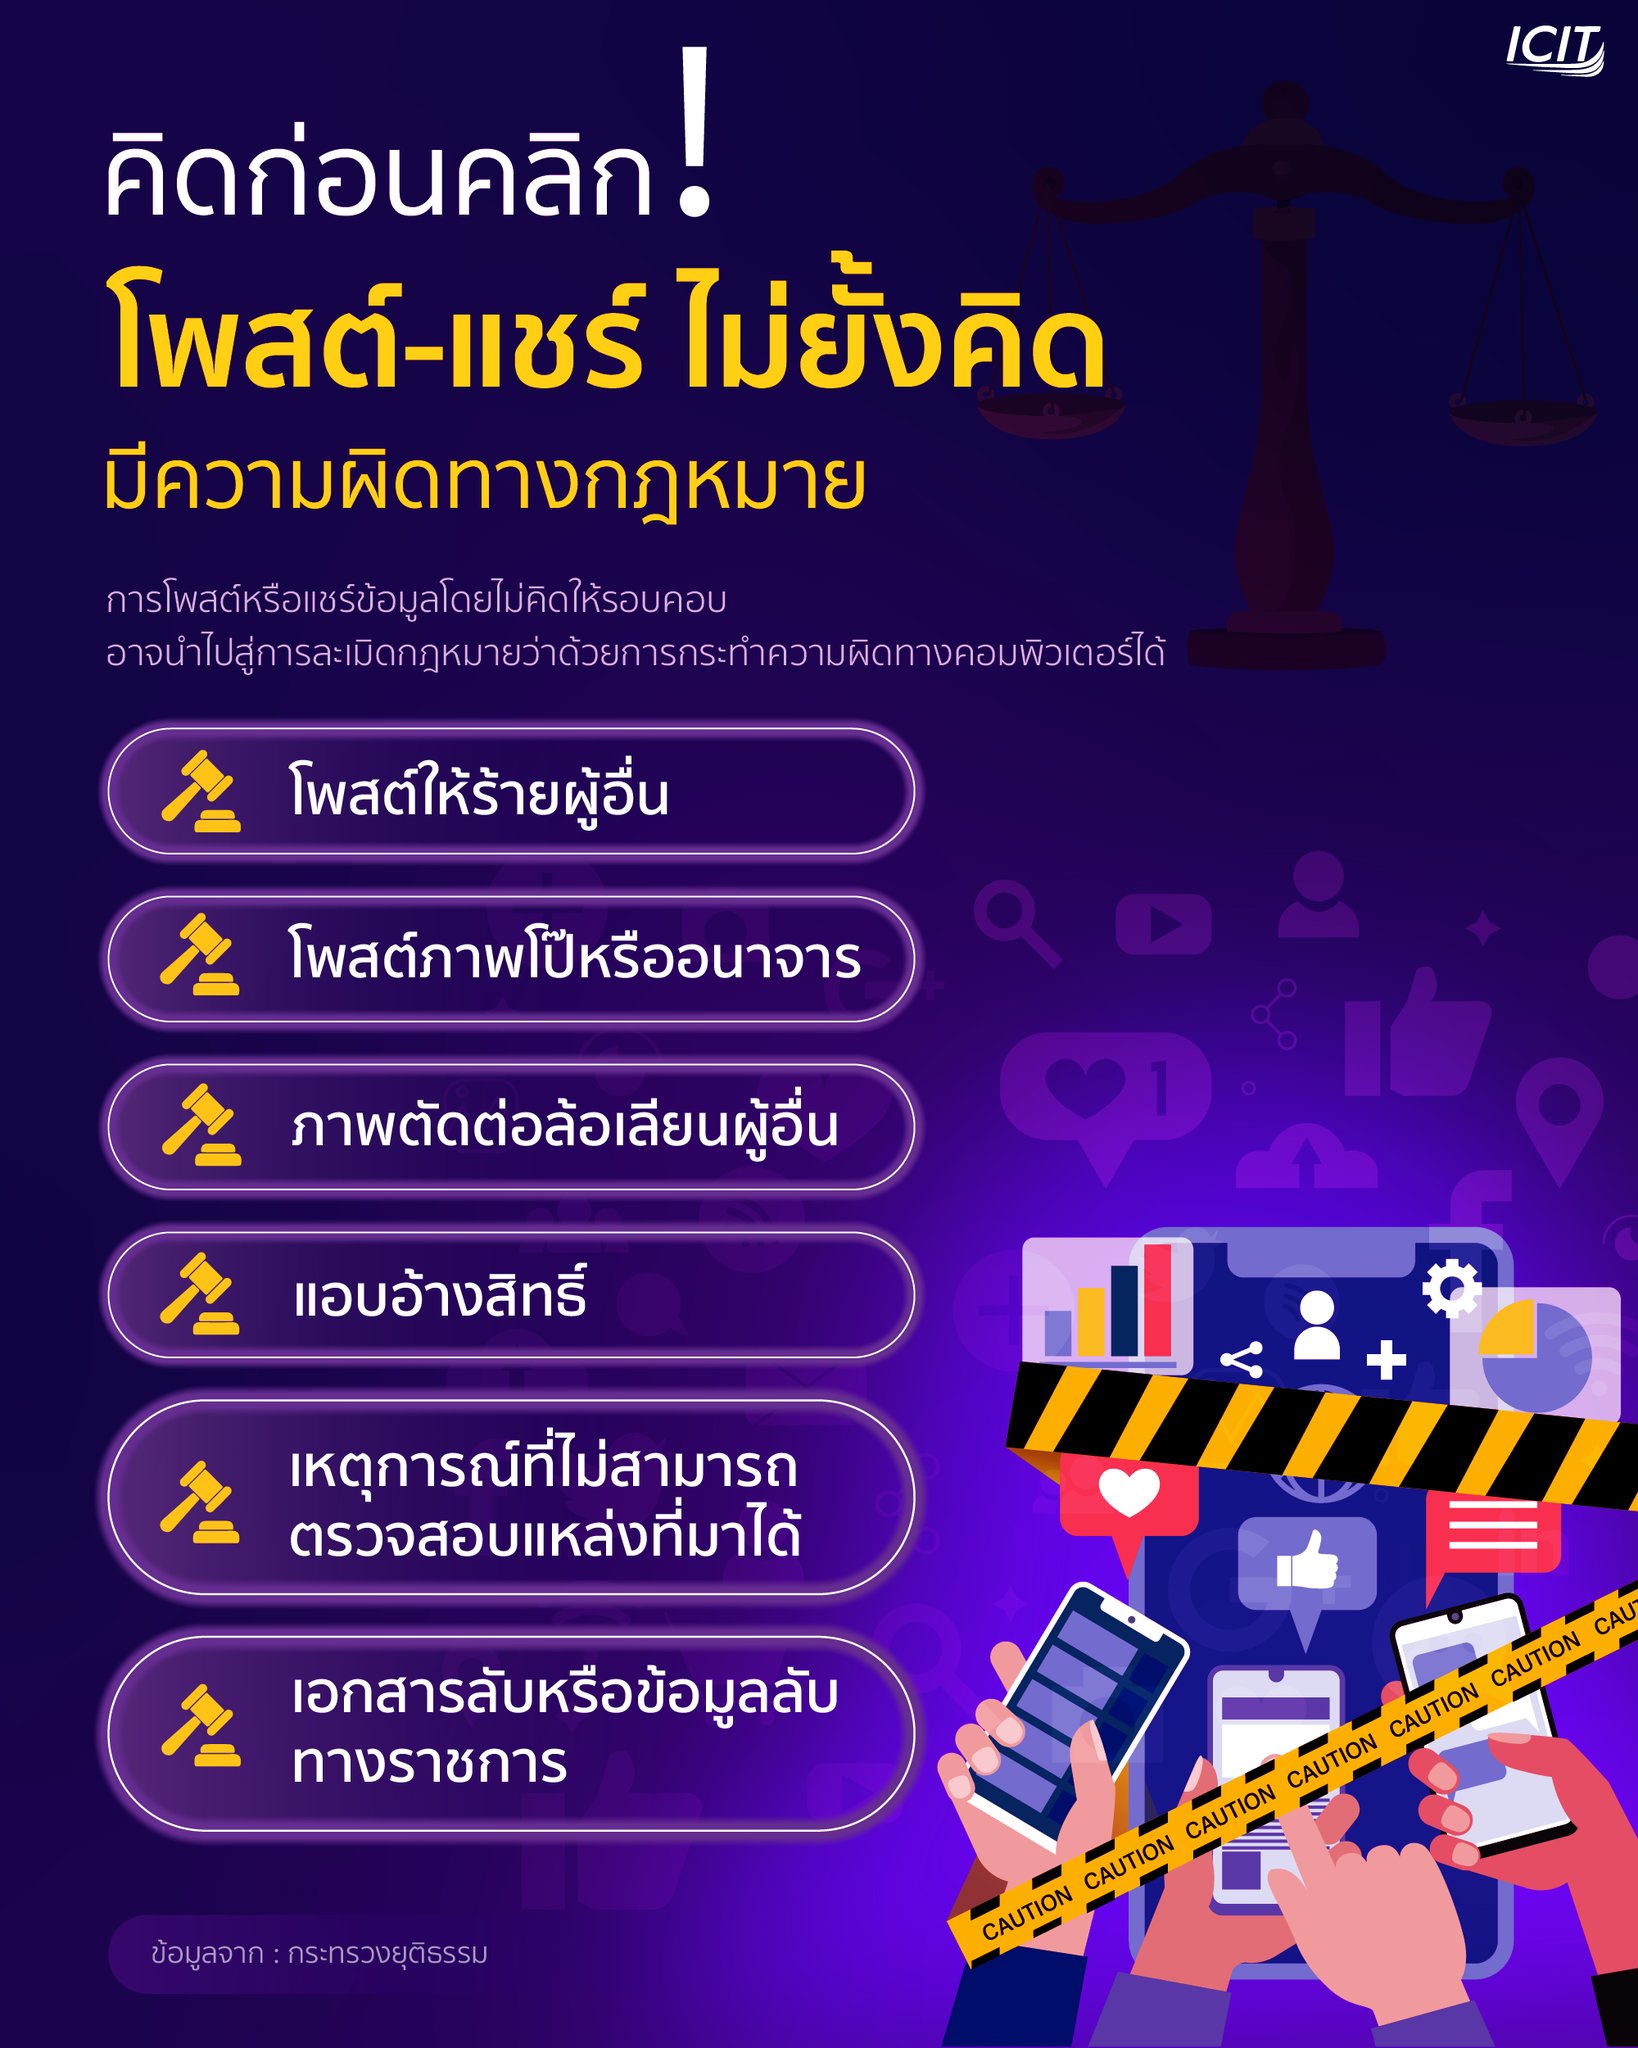 ICIT
คิดก่อนคลิก!
โพสต์-แชร์ ไม่ยั้งคิด
มีความผิดทางกฎหมาย
การโพสต์หรือแชร์ข้อมูลโดยไม่คิดให้รอบคอบ
อาจนำไปสู่การละเมิดกฎหมายว่าด้วยการกระทำความผิดทางคอมพิวเตอร์ได้
โพสต์ให้ร้ายผู้อื่น
โพสต์ภาพโป๊หรืออนาจาร
ภาพตัดต่อล้อเลียนผู้อื่น
แอบอ้างสิทธิ์
เหตุการณ์ที่ไม่สามารถ
ตรวจสอบแหล่งที่มาได้
เอกสารลับหรือข้อมูลลับ
ทางราชการ
1
CAUTION CAUTION CAUTION CAUTION CAUTION CAUTION CAUT
ข้อมูลจาก : กระทรวงยุติธรรม